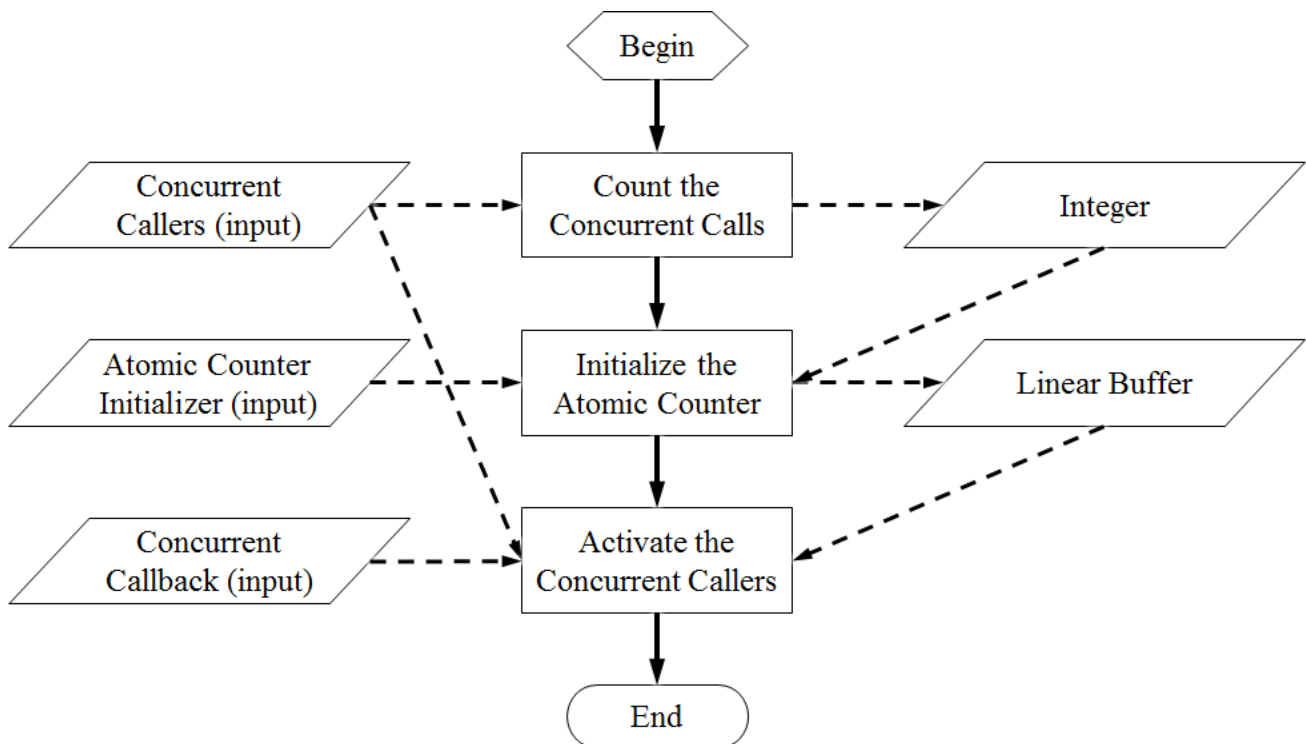 Begin
Concurrent
Callers (input)
Count the
Concurrent Calls
Integer
Atomic Counter
Initializer (input)
Initialize the
Atomic Counter
Linear Buffer
Concurrent
Callback (input)
Activate the
Concurrent Callers
End